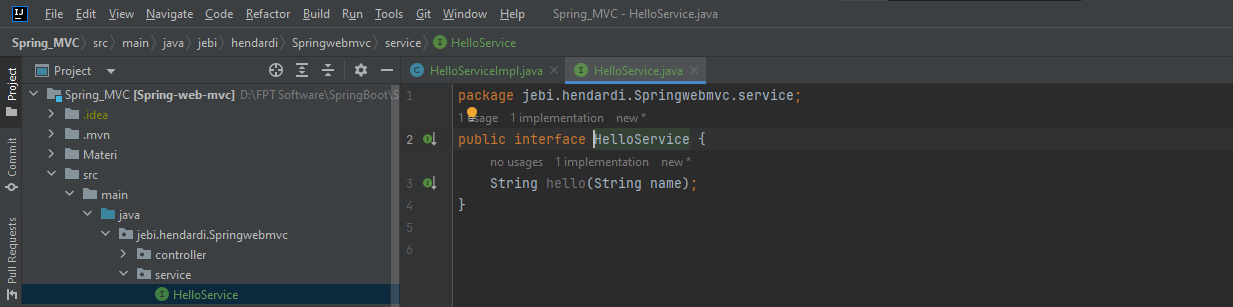 IJ File Edit View Navigate Code Refactor Build Run Tools Git Window Help Spring_MVC - HelloService.java
Spring_MVC src main java jebi hendardi Springwebmvc service I HelloService
Project
Commit
Pull Requests
Project
Spring_MVC [Spring-web-mvc] D:\FPT Software\SpringBoot\S
.idea
.mvn
Materi
src
main
java
jebi.hendardi.Springwebmvc
controller
service
I HelloService
C HelloServiceImpl.java I HelloService.java
1 package jebi.hendardi.Springwebmvc.service;
1 usage 1 implementation new *
2 public interface HelloService {
no usages 1 implementation new *
3 String hello(String name);
4 }
5
6